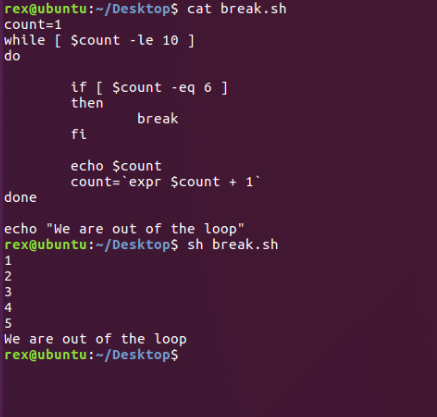 rex@ubuntu:~/Desktop$ cat break.sh
count=1
while [ $count -le 10 ]
do

        if [ $count -eq 6 ]
        then
                break
        fi

        echo $count
        count=`expr $count + 1`
done

echo "We are out of the loop"
rex@ubuntu:~/Desktop$ sh break.sh
1
2
3
4
5
We are out of the loop
rex@ubuntu:~/Desktop$